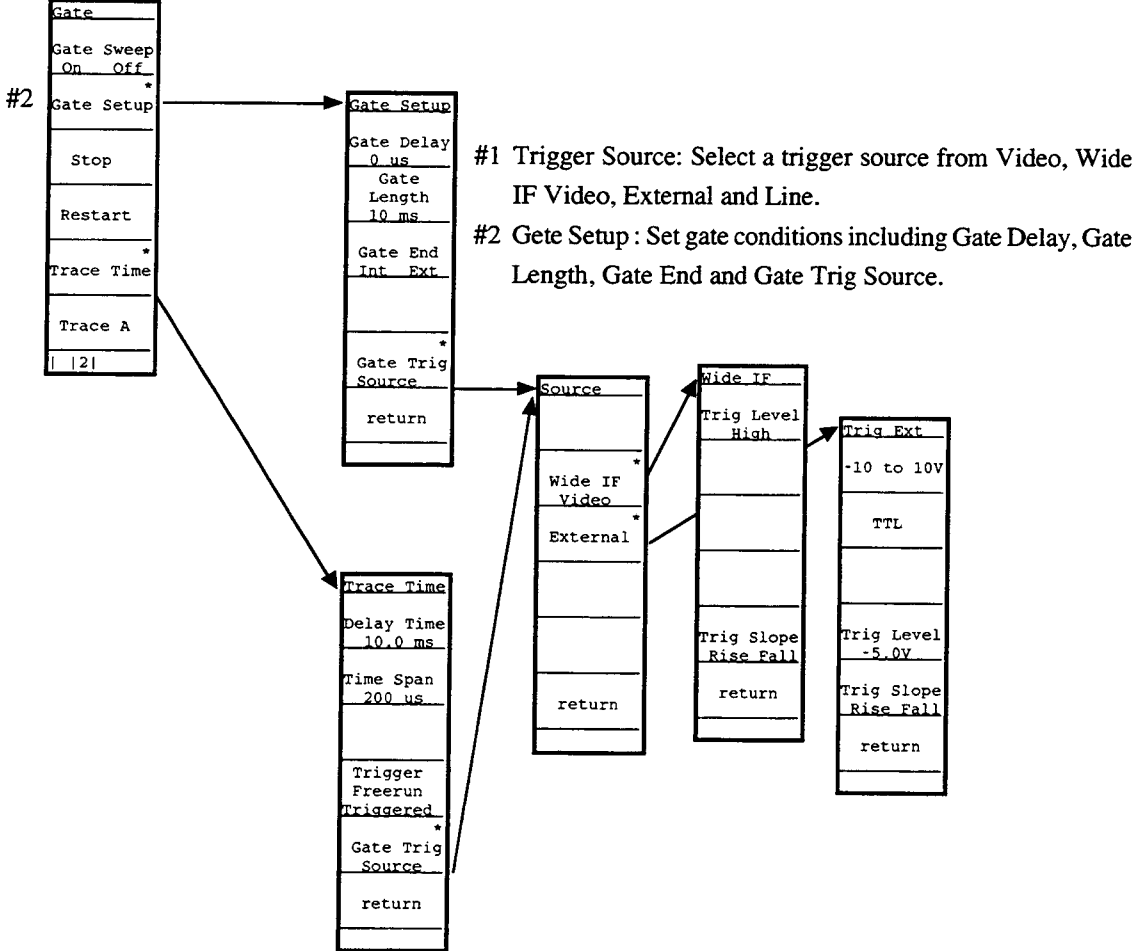 Gate
Gate Sweep
On Off
*
#2
Gate Setup
Stop
Restart
*
Trace Time
Trace A
| |2|
Gate Setup
Gate Delay
0 us
Gate
Length
10 ms
Gate End
Int Ext
*
Gate Trig
Source
return
#1 Trigger Source: Select a trigger source from Video, Wide
IF Video, External and Line.
#2 Gete Setup : Set gate conditions including Gate Delay, Gate
Length, Gate End and Gate Trig Source.
Source
*
Wide IF
Video
*
External
return
Wide IF
Trig Level
High
Trig Slope
Rise Fall
return
Trig Ext
-10 to 10V
TTL
Trig Level
-5.0V
Trig Slope
Rise Fall
return
Trace Time
Delay Time
10.0 ms
Time Span
200 us
Trigger
Freerun
Triggered
*
Gate Trig
Source
return